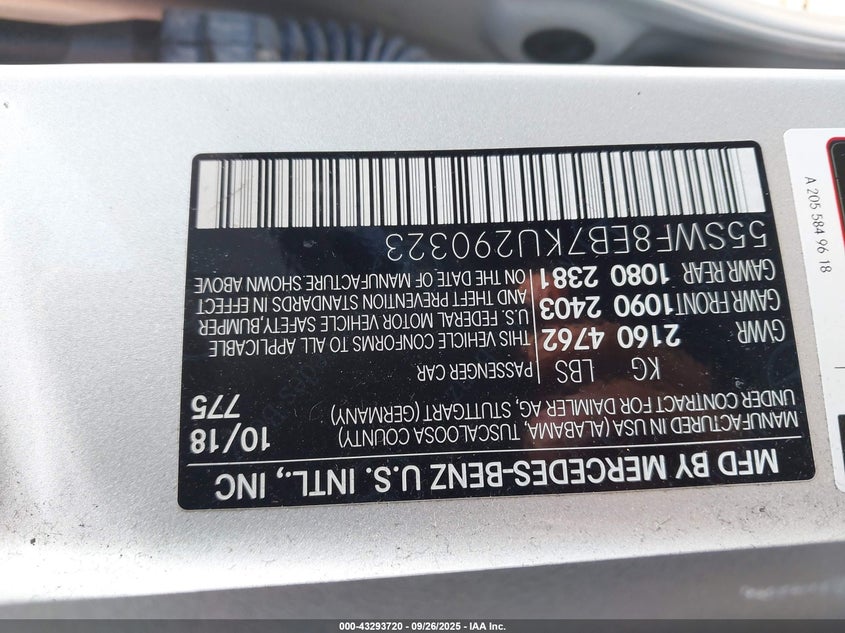 MFD BY MERCEDES-BENZ U.S. INTL., INC
MANUFACTURED IN USA (ALABAMA, TUSCALOOSA COUNTY)
UNDER CONTRACT FOR DAIMLER AG, STUTTGART (GERMANY)
10/18
775
KG LBS PASSENGER CAR
GVWR 2160 4762
GAWR FRONT 1090 2403
GAWR REAR 1080 2381
THIS VEHICLE CONFORMS TO ALL APPLICABLE
U.S. FEDERAL MOTOR VEHICLE SAFETY, BUMPER
AND THEFT PREVENTION STANDARDS IN EFFECT
ON THE DATE OF MANUFACTURE SHOWN ABOVE
55SWF8EB7KU290323
A 205 584 96 18
000-43293720 - 09/26/2025 - IAA Inc.